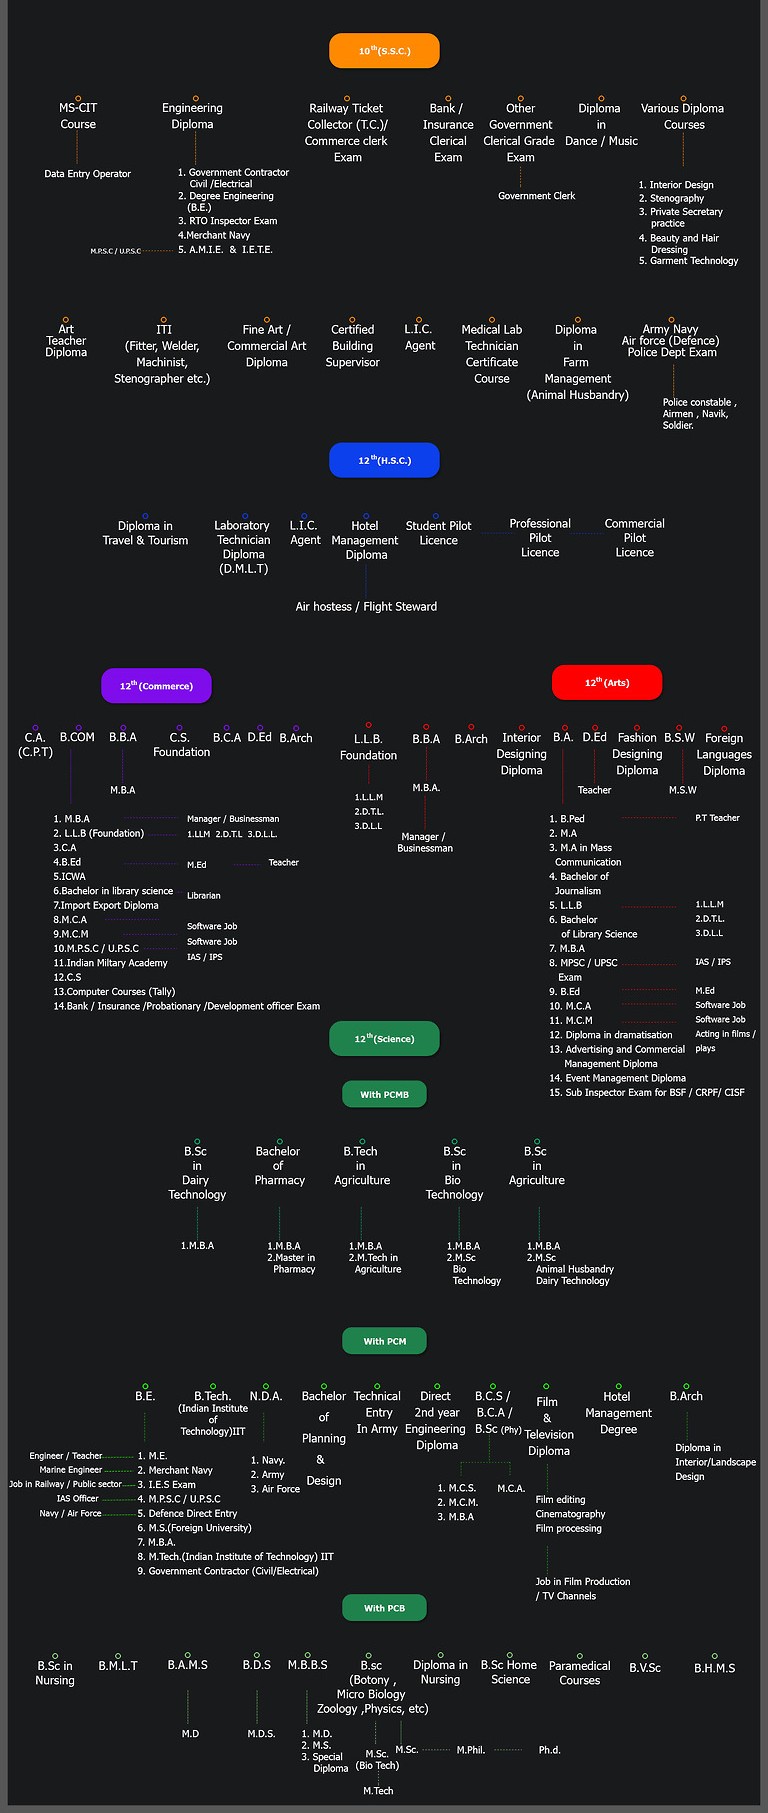 10th(S.S.C.)
MS-CIT
Course
Data Entry Operator
Engineering
Diploma
1. Government Contractor
Civil /Electrical
2. Degree Engineering
(B.E.)
3. RTO Inspector Exam
4.Merchant Navy
M.P.S.C / U.P.S.C
5. A.M.I.E. & I.E.T.E.
Railway Ticket
Collector (T.C.)/
Commerce clerk
Exam
Bank /
Insurance
Clerical
Exam
Other
Government
Clerical Grade
Exam
Government Clerk
Diploma
in
Dance / Music
Various Diploma
Courses
1. Interior Design
2. Stenography
3. Private Secretary
practice
4. Beauty and Hair
Dressing
5. Garment Technology
Art
Teacher
Diploma
ITI
(Fitter, Welder,
Machinist,
Stenographer etc.)
Fine Art /
Commercial Art
Diploma
Certified
Building
Supervisor
L.I.C.
Agent
Medical Lab
Technician
Certificate
Course
Diploma
in
Farm
Management
(Animal Husbandry)
Army Navy
Air force (Defence)
Police Dept Exam
Police constable ,
Airmen , Navik,
Soldier.
12th(H.S.C.)
Diploma in
Travel & Tourism
Laboratory
Technician
Diploma
(D.M.L.T)
L.I.C.
Agent
Hotel
Management
Diploma
Air hostess / Flight Steward
Student Pilot
Licence
Professional
Pilot
Licence
Commercial
Pilot
Licence
12th(Commerce)
C.A.
(C.P.T)
B.COM
B.B.A
M.B.A
C.S.
Foundation
B.C.A
D.Ed
B.Arch
1. M.B.A
Manager / Businessman
2. L.L.B (Foundation)
1.LLM 2.D.T.L 3.D.L.L.
3.C.A
4.B.Ed
M.Ed
Teacher
5.ICWA
6.Bachelor in library science
Librarian
7.Import Export Diploma
8.M.C.A
Software Job
9.M.C.M
Software Job
10.M.P.S.C / U.P.S.C
IAS / IPS
11.Indian Miltary Academy
12.C.S
13.Computer Courses (Tally)
14.Bank / Insurance /Probationary /Development officer Exam
12th(Arts)
L.L.B.
Foundation
1.L.L.M
2.D.T.L.
3.D.L.L
B.B.A
M.B.A.
Manager /
Businessman
B.Arch
Interior
Designing
Diploma
B.A.
D.Ed
Teacher
Fashion
Designing
Diploma
B.S.W
M.S.W
Foreign
Languages
Diploma
1. B.Ped
P.T Teacher
2. M.A
3. M.A in Mass
Communication
4. Bachelor of
Journalism
5. L.L.B
1.L.L.M
2.D.T.L.
3.D.L.L
6. Bachelor
of Library Science
7. M.B.A
8. MPSC / UPSC
Exam
IAS / IPS
9. B.Ed
M.Ed
10. M.C.A
Software Job
11. M.C.M
Software Job
12. Diploma in dramatisation
Acting in films /
plays
13. Advertising and Commercial
Management Diploma
14. Event Management Diploma
15. Sub Inspector Exam for BSF / CRPF/ CISF
12th(Science)
With PCMB
B.Sc
in
Dairy
Technology
1.M.B.A
Bachelor
of
Pharmacy
1.M.B.A
2.Master in
Pharmacy
B.Tech
in
Agriculture
1.M.B.A
2.M.Tech in
Agriculture
B.Sc
in
Bio
Technology
1.M.B.A
2.M.Sc
Bio
Technology
B.Sc
in
Agriculture
1.M.B.A
2.M.Sc
Animal Husbandry
Dairy Technology
With PCM
B.E.
Engineer / Teacher
1. M.E.
Marine Engineer
2. Merchant Navy
Job in Railway / Public sector
3. I.E.S Exam
IAS Officer
4. M.P.S.C / U.P.S.C
Navy / Air Force
5. Defence Direct Entry
6. M.S.(Foreign University)
7. M.B.A.
8. M.Tech.(Indian Institute of Technology) IIT
9. Government Contractor (Civil/Electrical)
B.Tech.
(Indian Institute
of
Technology)IIT
N.D.A.
1. Navy.
2. Army
3. Air Force
Bachelor
of
Planning
&
Design
Technical
Entry
In Army
Direct
2nd year
Engineering
Diploma
B.C.S /
B.C.A /
B.Sc (Phy)
1. M.C.S.
2. M.C.M.
3. M.B.A
M.C.A.
Film
&
Television
Diploma
Film editing
Cinematography
Film processing
Job in Film Production
/ TV Channels
Hotel
Management
Degree
B.Arch
Diploma in
Interior/Landscape
Design
With PCB
B.Sc in
Nursing
B.M.L.T
B.A.M.S
M.D
B.D.S
M.D.S.
M.B.B.S
1. M.D.
2. M.S.
3. Special
Diploma
B.sc
(Botony ,
Micro Biology
Zoology ,Physics, etc)
M.Sc.
(Bio Tech)
M.Tech
M.Sc.
M.Phil.
Ph.d.
Diploma in
Nursing
B.Sc Home
Science
Paramedical
Courses
B.V.Sc
B.H.M.S